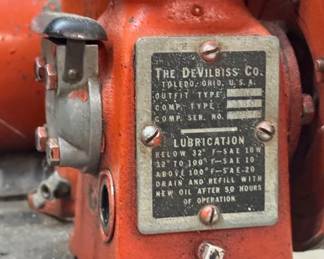 THE DEVILBISS CO.
TOLEDO, OHIO, U.S.A.
OUTFIT TYPE
COMP. TYPE
COMP. SER. NO.
LUBRICATION
BELOW 32° F-SAE 10W
32° TO 100° F-SAE 10
ABOVE 100° F-SAE-20
DRAIN AND REFILL WITH
NEW OIL AFTER 50 HOURS
OF OPERATION